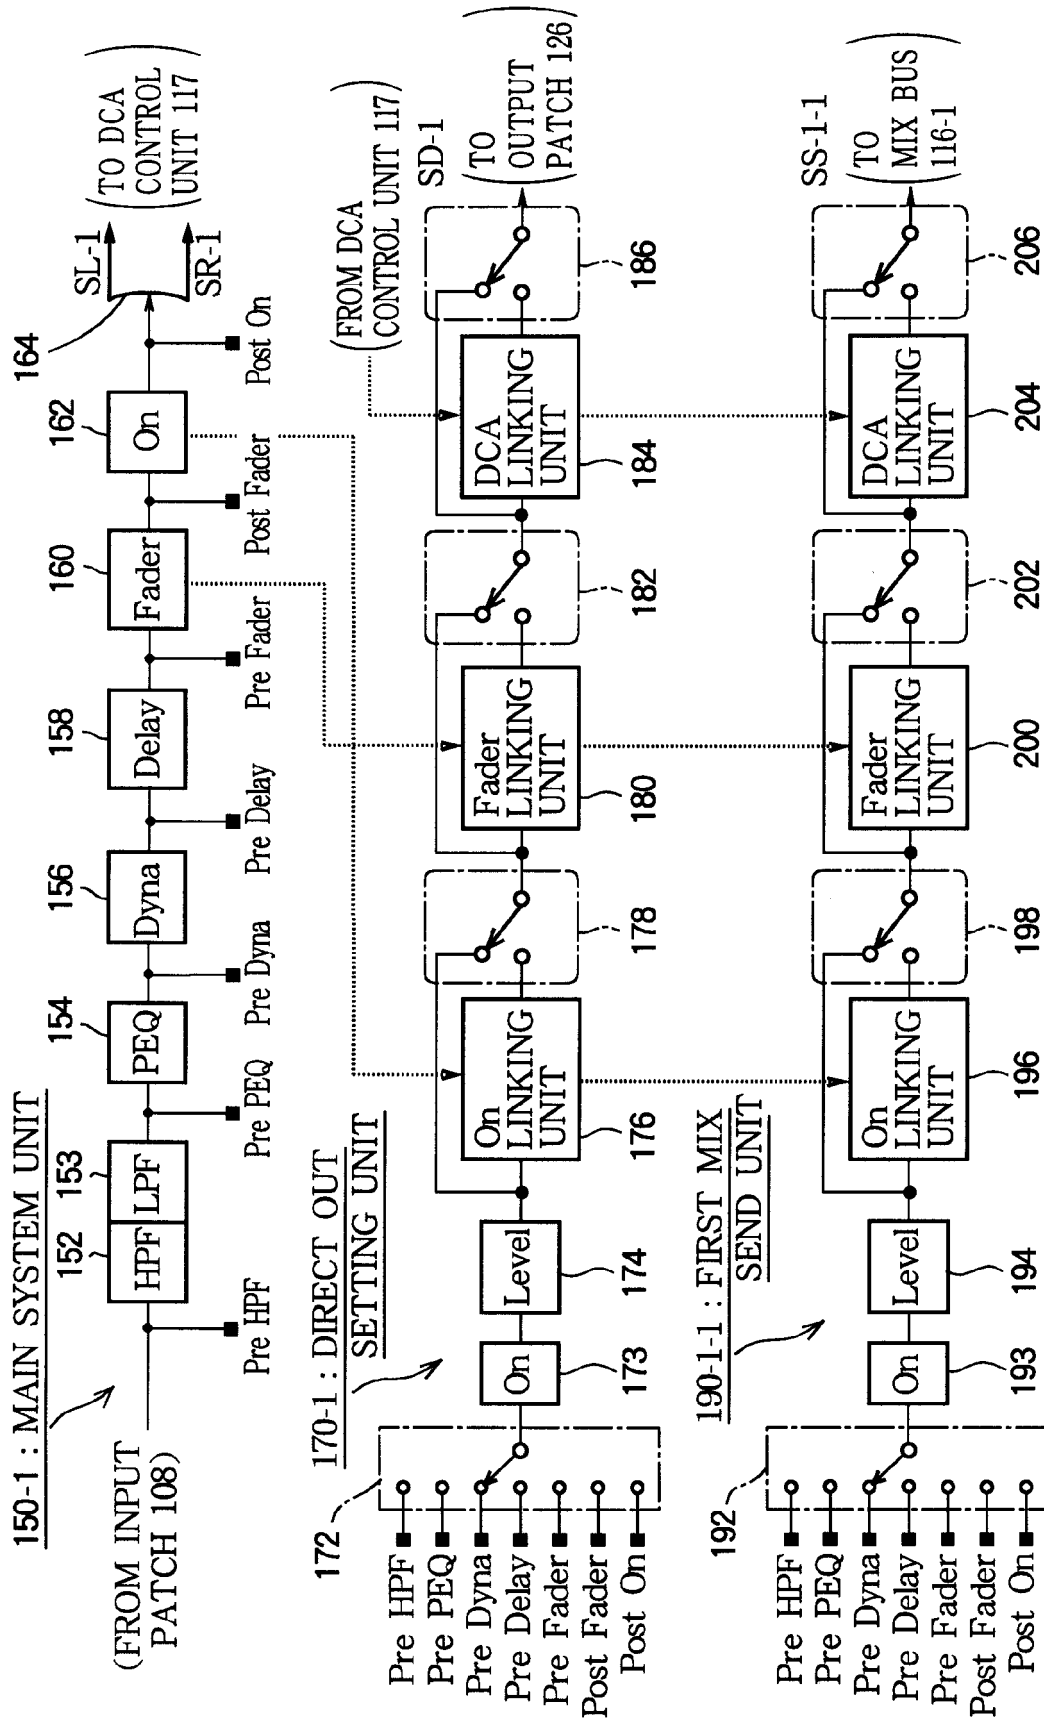 150-1 : MAIN SYSTEM UNIT
(FROM INPUT
PATCH 108)
152
153
154
156
158
160
162
164
HPF
LPF
PEQ
Dyna
Delay
Fader
On
SL-1
SR-1
(TO DCA
CONTROL
UNIT 117)
Pre HPF
Pre PEQ
Pre Dyna
Pre Delay
Pre Fader
Post Fader
Post On
170-1 : DIRECT OUT
SETTING UNIT
(FROM DCA
CONTROL UNIT 117)
172
Pre HPF
Pre PEQ
Pre Dyna
Pre Delay
Pre Fader
Post Fader
Post On
On
173
Level
174
On
LINKING
UNIT
176
178
Fader
LINKING
UNIT
180
182
DCA
LINKING
UNIT
184
186
SD-1
(TO
OUTPUT
PATCH 126)
190-1-1 : FIRST MIX
SEND UNIT
192
Pre HPF
Pre PEQ
Pre Dyna
Pre Delay
Pre Fader
Post Fader
Post On
On
193
Level
194
On
LINKING
UNIT
196
198
Fader
LINKING
UNIT
200
202
DCA
LINKING
UNIT
204
206
SS-1-1
(TO
MIX BUS
116-1)